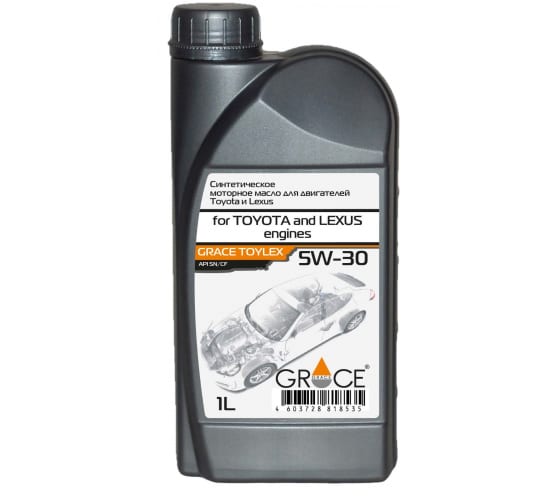 Синтетическое
моторное масло для двигателей
Toyota и Lexus
for TOYOTA and LEXUS
engines
GRACE TOYLEX
5W-30
API SN/CF
GRACE®
GRACE
1L
4 603728 818535